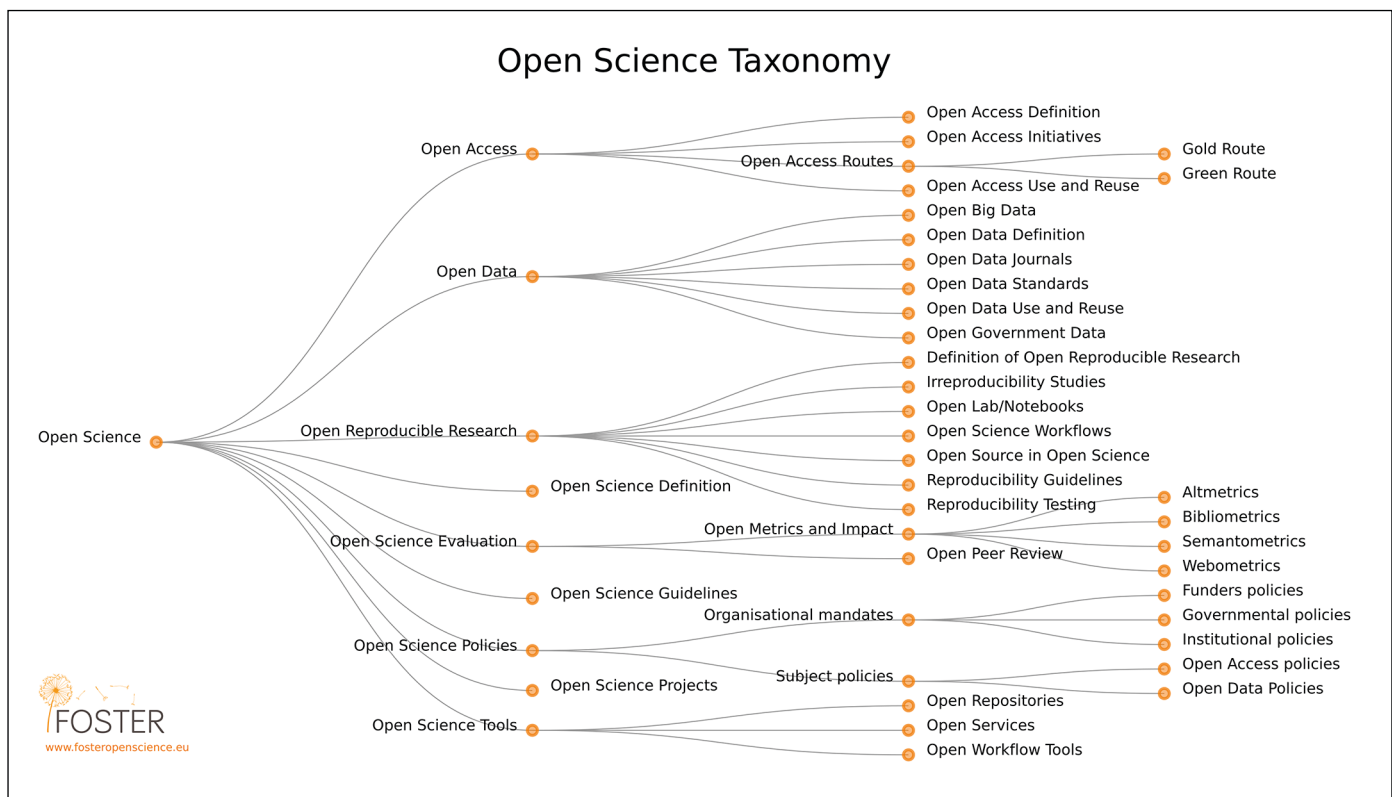 Open Science Taxonomy
Open Science
Open Access
Open Access Definition
Open Access Initiatives
Open Access Routes
Gold Route
Green Route
Open Access Use and Reuse
Open Data
Open Big Data
Open Data Definition
Open Data Journals
Open Data Standards
Open Data Use and Reuse
Open Government Data
Open Reproducible Research
Definition of Open Reproducible Research
Irreproducibility Studies
Open Lab/Notebooks
Open Science Workflows
Open Source in Open Science
Reproducibility Guidelines
Reproducibility Testing
Open Science Definition
Open Science Evaluation
Open Metrics and Impact
Altmetrics
Bibliometrics
Semantometrics
Webometrics
Open Peer Review
Open Science Guidelines
Open Science Policies
Organisational mandates
Funders policies
Governmental policies
Institutional policies
Subject policies
Open Access policies
Open Data Policies
Open Science Projects
Open Science Tools
Open Repositories
Open Services
Open Workflow Tools
FOSTER
www.fosteropenscience.eu